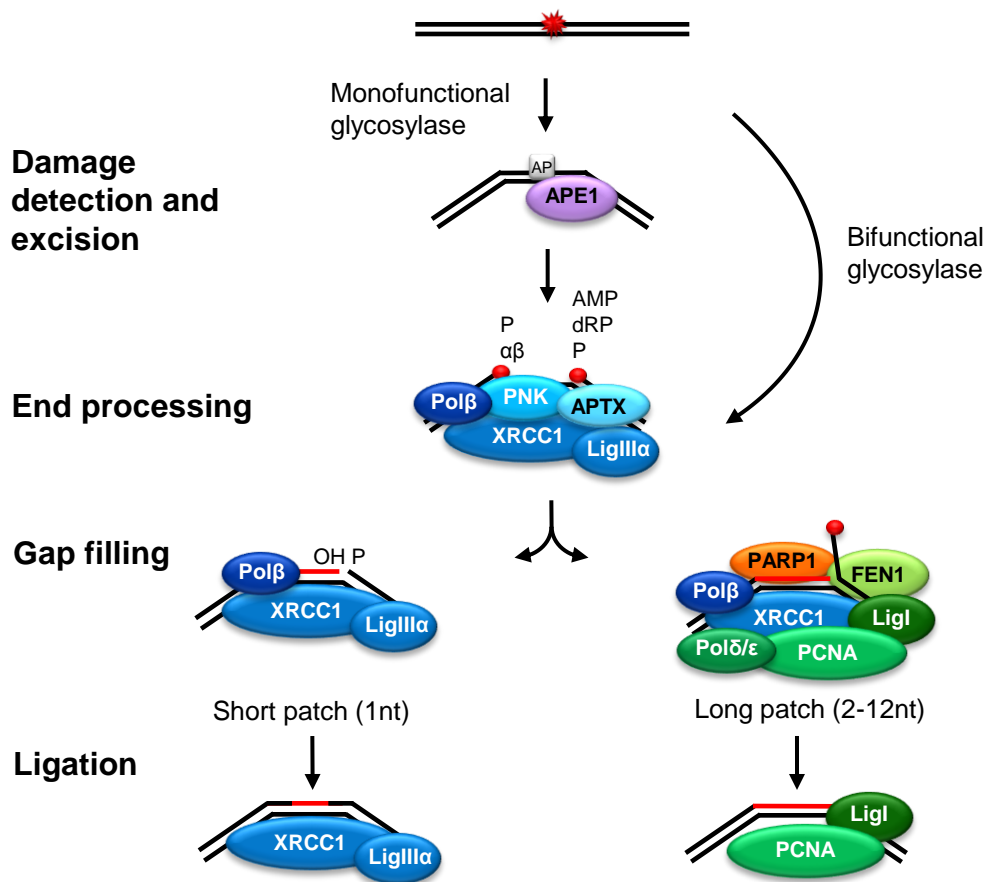 Monofunctional
glycosylase
Damage
detection and
excision
AP
APE1
Bifunctional
glycosylase
AMP
dRP
P
P
αβ
End processing
Polβ
PNK
APTX
XRCC1
LigIIIα
Gap filling
OH P
Polβ
XRCC1
LigIIIα
PARP1
FEN1
Polβ
XRCC1
LigI
Polδ/ε
PCNA
Short patch (1nt)
Long patch (2-12nt)
Ligation
XRCC1
LigIIIα
LigI
PCNA